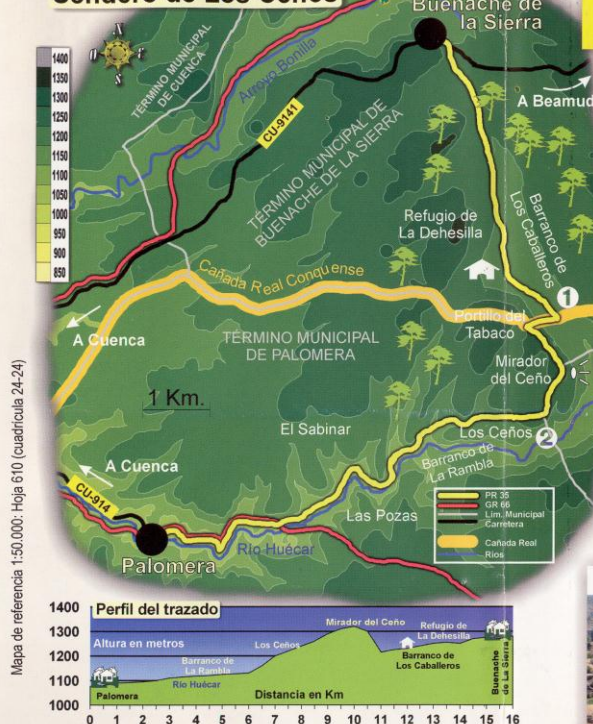 Sendero de Los Ceños
Buenache de
la Sierra
N
S
1400
1350
1300
1250
1200
1150
1100
1050
1000
950
900
850
TÉRMINO MUNICIPAL
DE CUENCA
Arroyo Bonilla
CU-9141
A Beamud
TÉRMINO MUNICIPAL DE
BUENACHE DE LA SIERRA
Barranco de
Los Caballeros
Refugio de
La Dehesilla
Cañada Real Conquense
1
Portillo del
Tabaco
A Cuenca
TÉRMINO MUNICIPAL
DE PALOMERA
Mirador
del Ceño
1 Km.
El Sabinar
Los Ceños
2
Barranco de
La Rambla
A Cuenca
CU-914
Las Pozas
Río Huécar
Palomera
PR 35
GR 66
Lím. Municipal
Carretera
Cañada Real
Ríos
Mapa de referencia 1:50.000: Hoja 610 (cuadrícula 24-24)
Perfil del trazado
1400
1300
1200
1100
1000
Altura en metros
Mirador del Ceño
Refugio de
La Dehesilla
Los Ceños
Barranco de
La Rambla
Barranco de
Los Caballeros
Río Huécar
Palomera
Buenache
de La Sierra
Distancia en Km
0 1 2 3 4 5 6 7 8 9 10 11 12 13 14 15 16